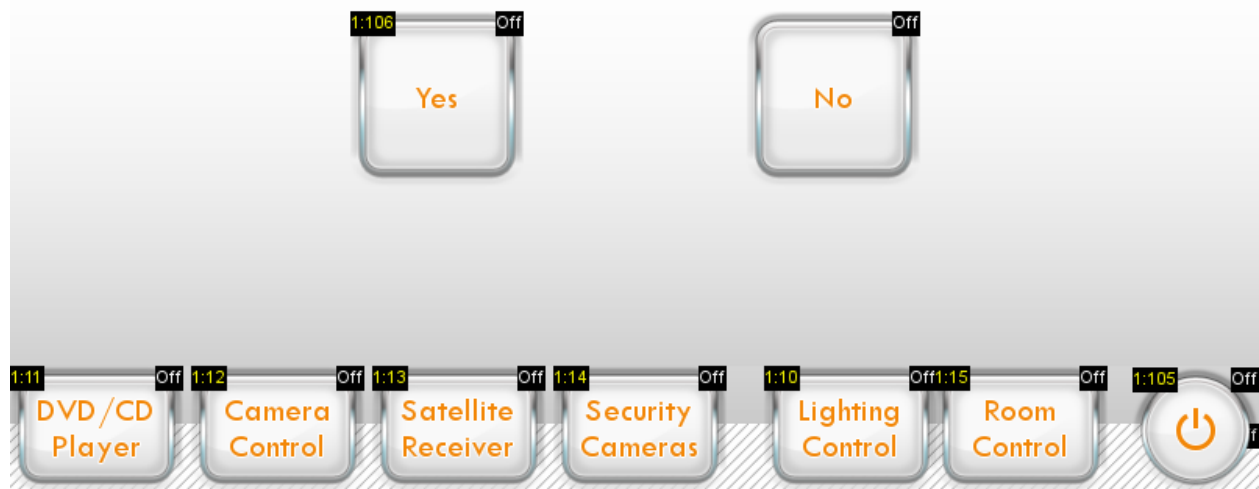 1:106 Off Off
Yes No
1:11 Off 1:12 Off 1:13 Off 1:14 Off 1:10 Off 1:15 Off 1:105 Off
DVD/CD Camera Satellite Security Lighting Room
Player Control Receiver Cameras Control Control